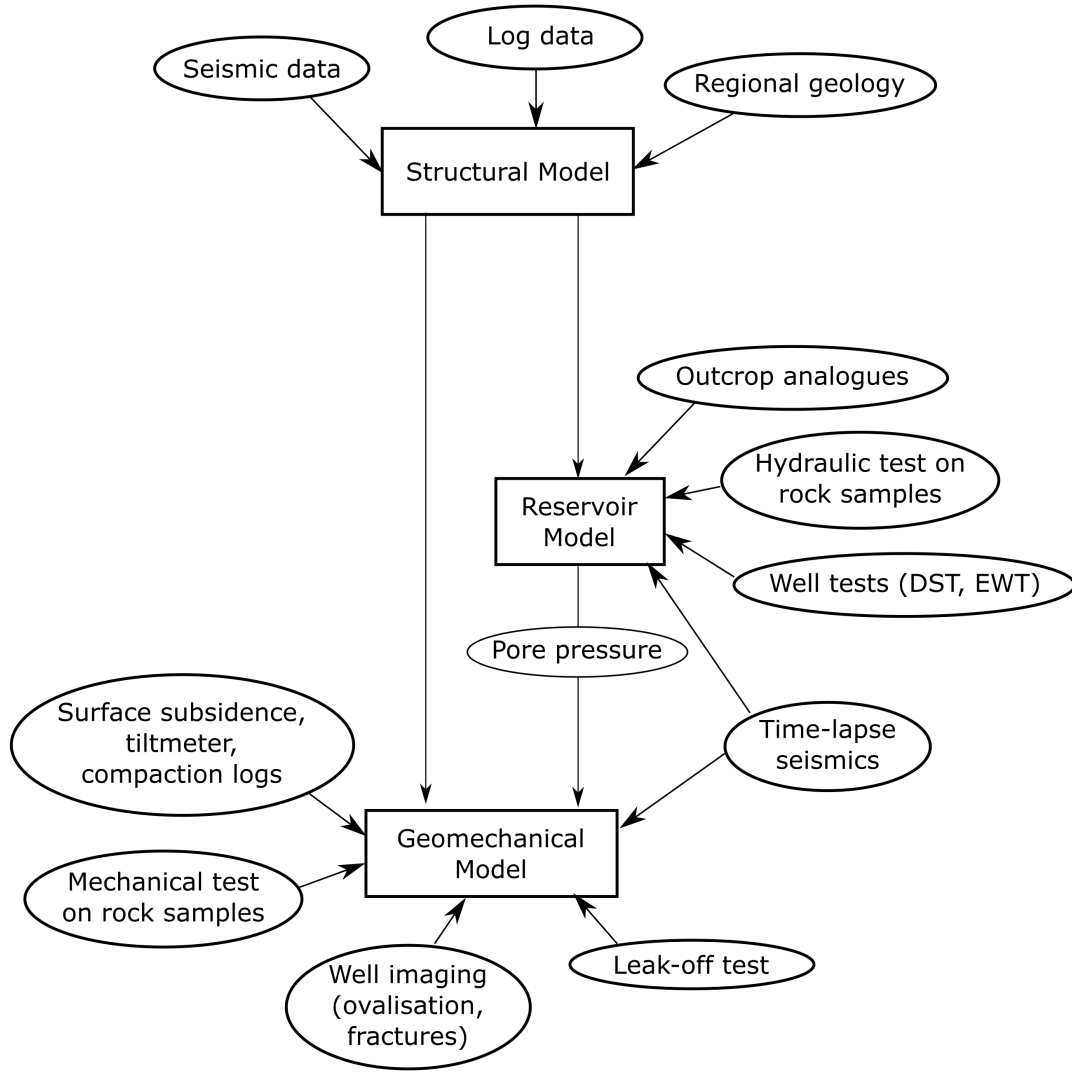 Log data
Seismic data
Regional geology
Structural Model
Outcrop analogues
Hydraulic test on
rock samples
Reservoir
Model
Well tests (DST, EWT)
Pore pressure
Surface subsidence,
tiltmeter,
compaction logs
Time-lapse
seismics
Geomechanical
Model
Mechanical test
on rock samples
Well imaging
(ovalisation,
fractures)
Leak-off test